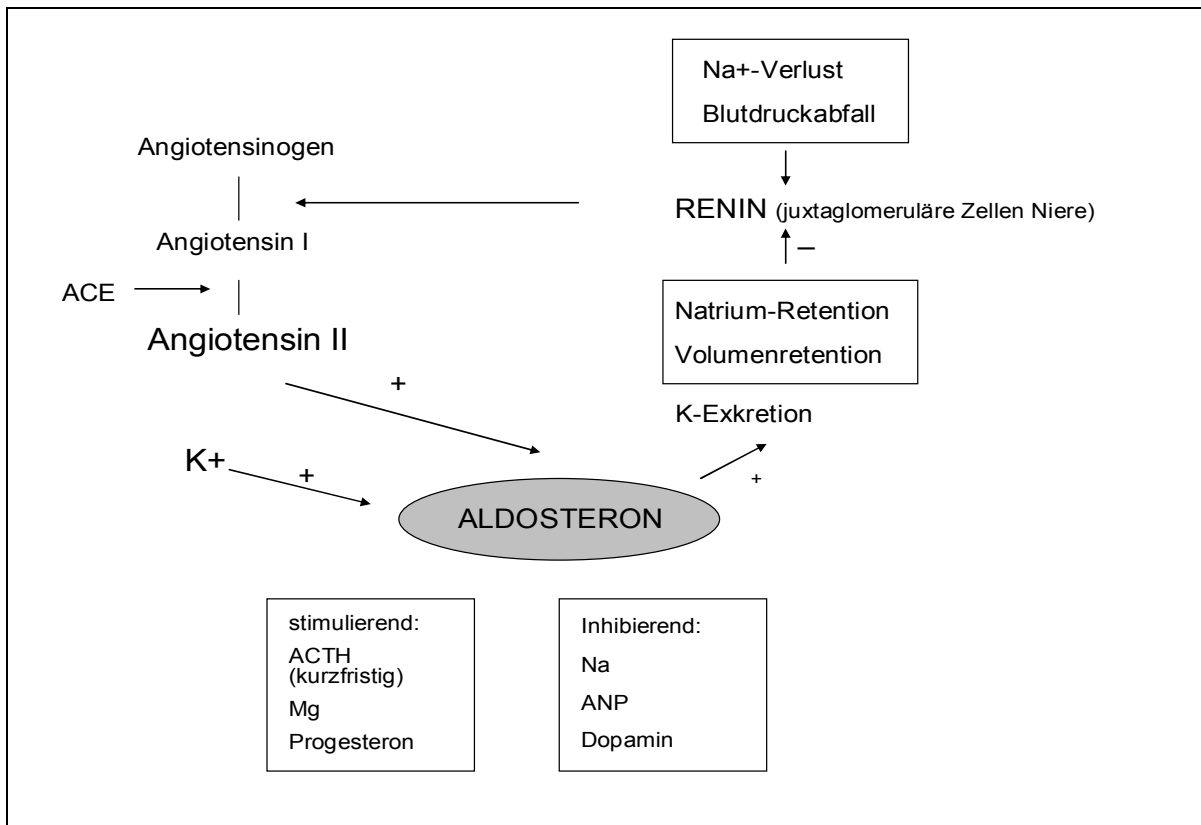 Na+-Verlust
Blutdruckabfall
Angiotensinogen
RENIN (juxtaglomeruläre Zellen Niere)
Angiotensin I
–
ACE
Natrium-Retention
Angiotensin II
Volumenretention
+
K-Exkretion
K+
+
+
ALDOSTERON
stimulierend:
ACTH
(kurzfristig)
Mg
Progesteron
Inhibierend:
Na
ANP
Dopamin